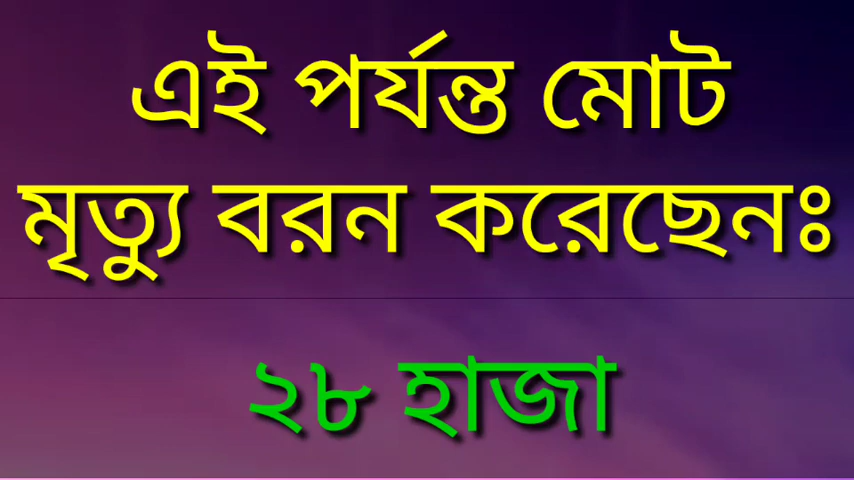 এই পর্যন্ত মোট
মৃত্যু বরন করেছেনঃ
২৮ হাজা